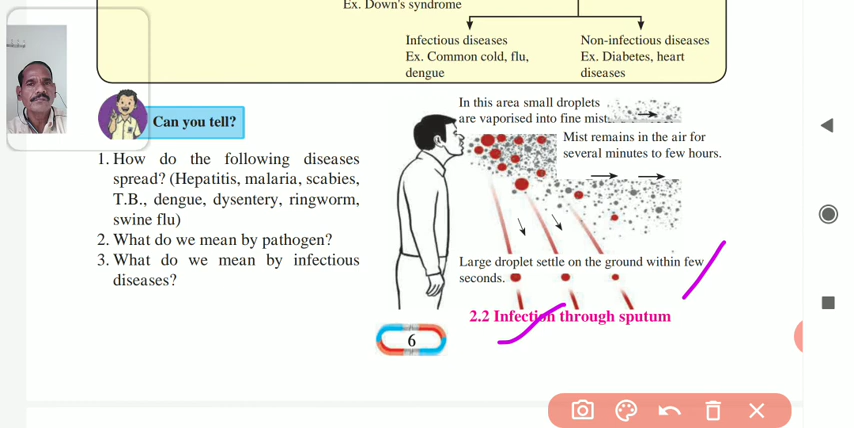 Ex. Down's syndrome
Infectious diseases
Ex. Common cold, flu,
dengue
Non-infectious diseases
Ex. Diabetes, heart
diseases
Can you tell?
1. How do the following diseases
spread? (Hepatitis, malaria, scabies,
T.B., dengue, dysentery, ringworm,
swine flu)
2. What do we mean by pathogen?
3. What do we mean by infectious
diseases?
In this area small droplets
are vaporised into fine mist.
Mist remains in the air for
several minutes to few hours.
Large droplet settle on the ground within few
seconds.
2.2 Infection through sputum
6